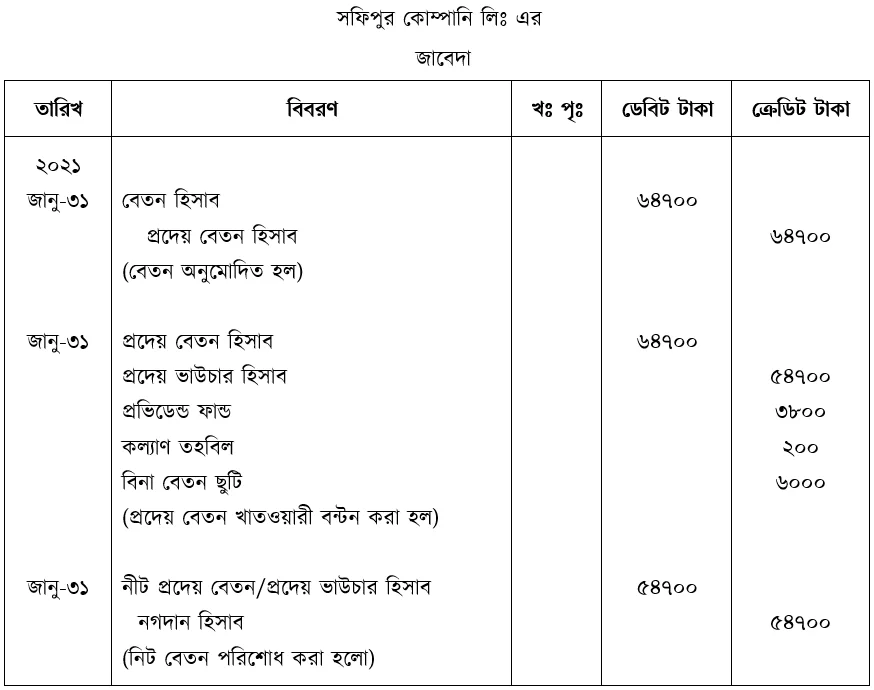 সফিপুর কোম্পানি লিঃ এর
জাবেদা
তারিখ বিবরণ খঃ পৃঃ ডেবিট টাকা ক্রেডিট টাকা
২০২১
জানু-৩১ বেতন হিসাব ৬৪৭০০
প্রদেয় বেতন হিসাব ৬৪৭০০
(বেতন অনুমোদিত হল)
জানু-৩১ প্রদেয় বেতন হিসাব ৬৪৭০০
প্রদেয় ভাউচার হিসাব ৫৪৭০০
প্রভিডেন্ড ফান্ড ৩৮০০
কল্যাণ তহবিল ২০০
বিনা বেতন ছুটি ৬০০০
(প্রদেয় বেতন খাতওয়ারী বন্টন করা হল)
জানু-৩১ নীট প্রদেয় বেতন/প্রদেয় ভাউচার হিসাব ৫৪৭০০
নগদান হিসাব ৫৪৭০০
(নিট বেতন পরিশোধ করা হলো)